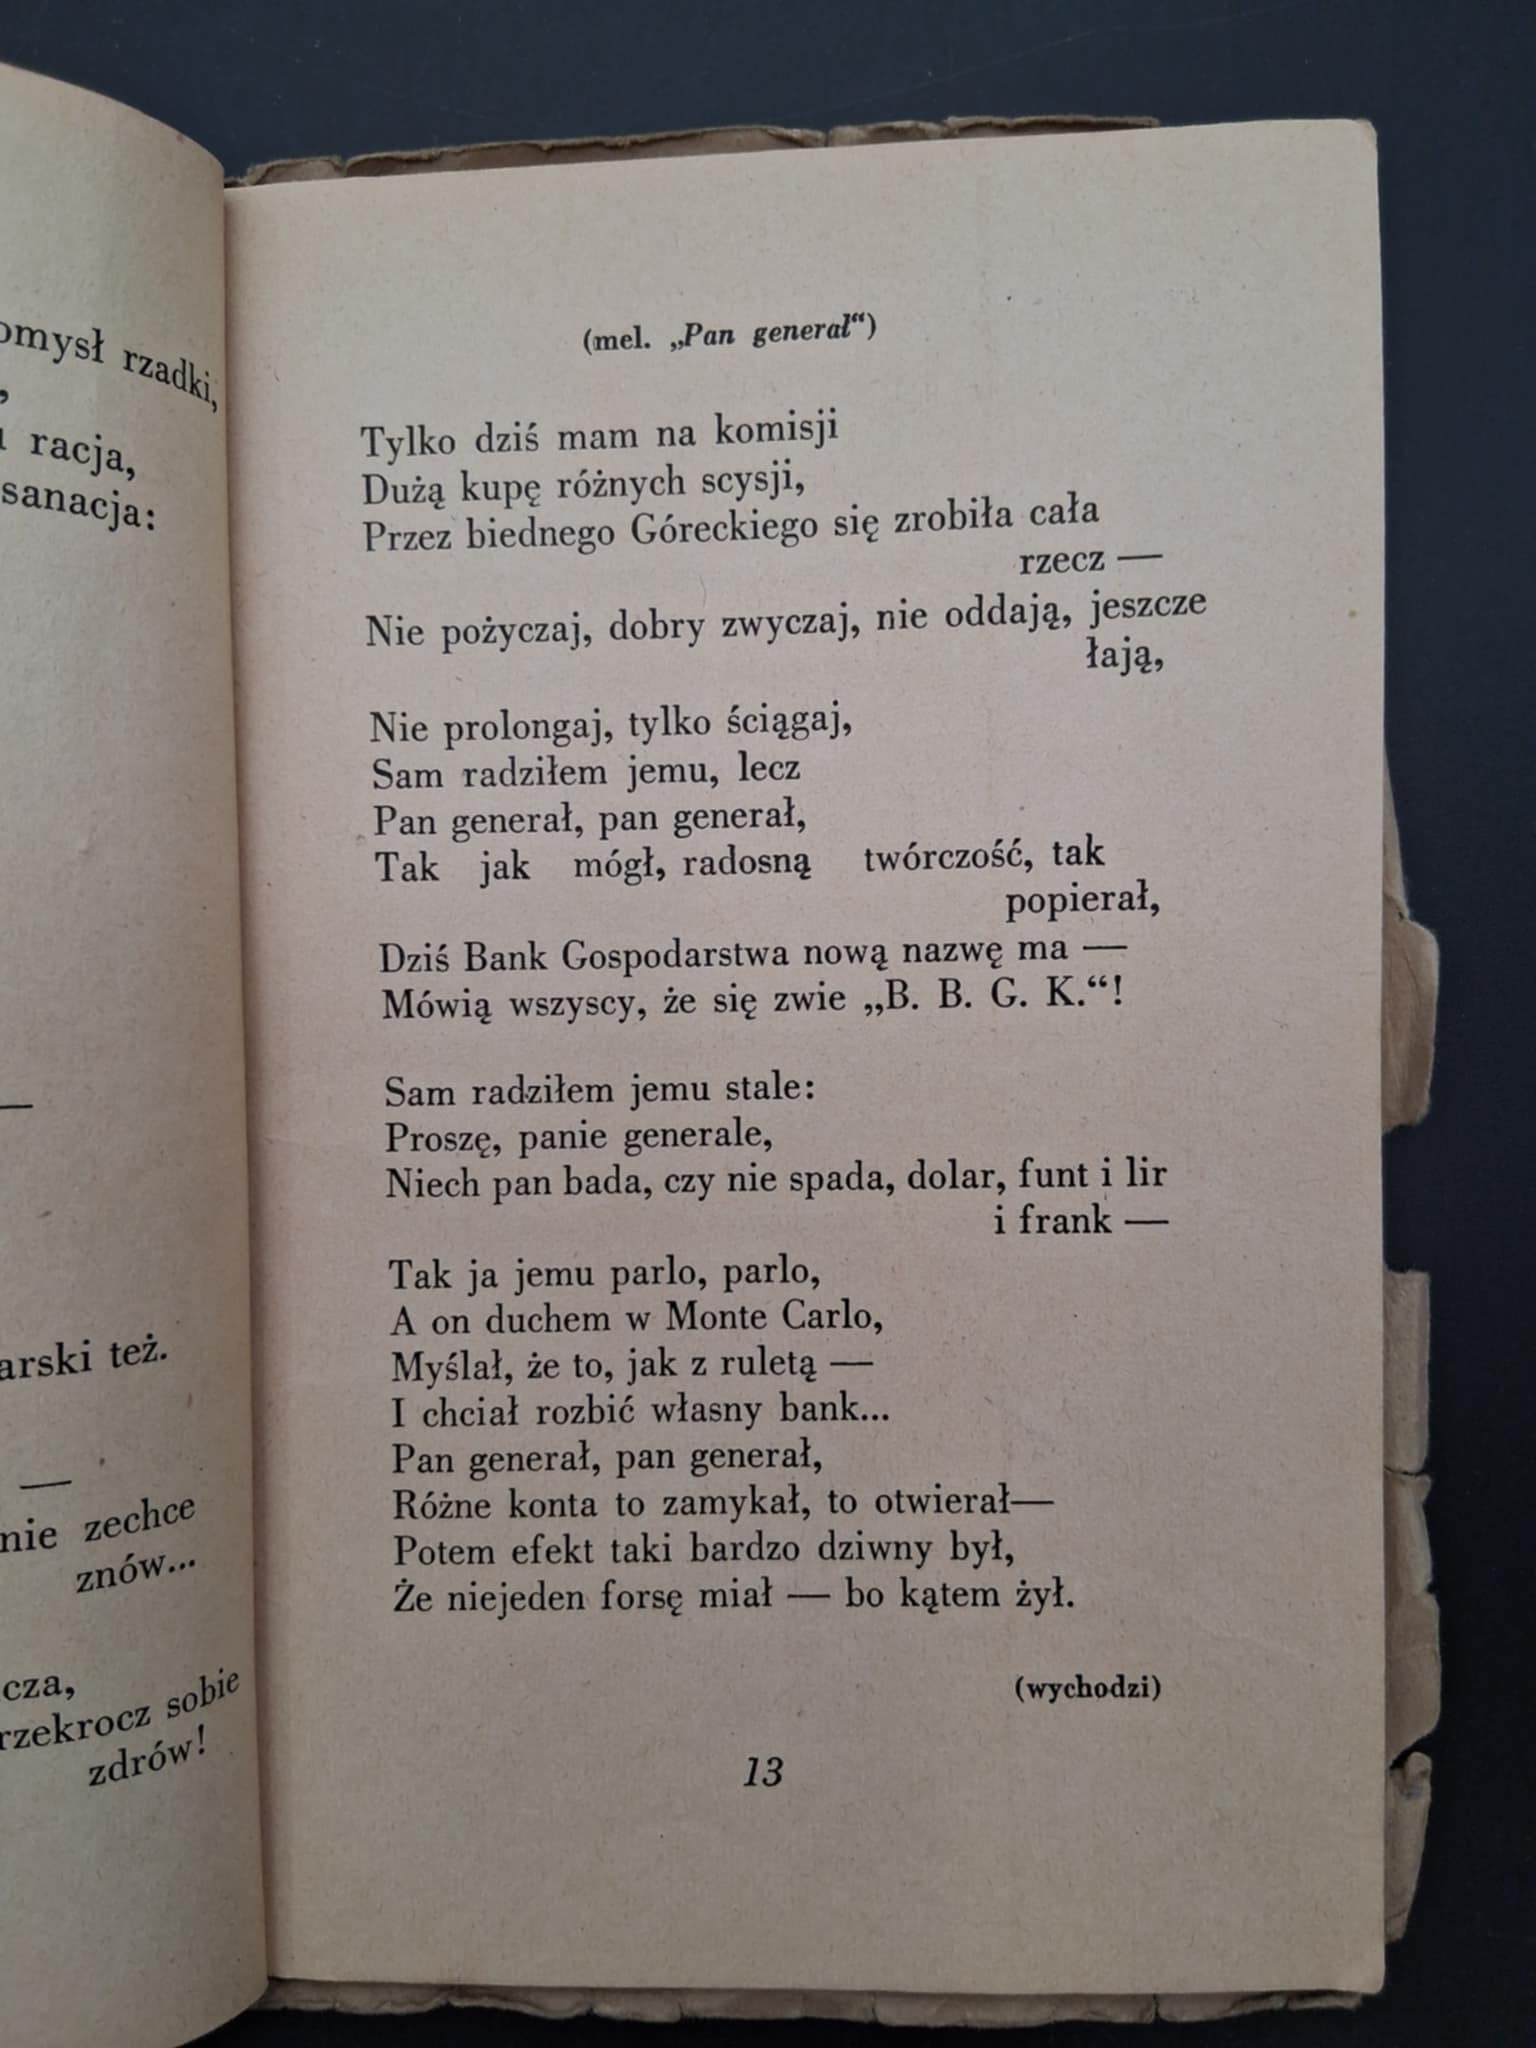 omysł rzadki,
,
racja,
sanacja:
—
arski też.
—
nie zechce
znów...
cza,
rzekrocz sobie
zdrów!
(mel. „Pan generał“)
Tylko dziś mam na komisji
Dużą kupę różnych scysji,
Przez biednego Góreckiego się zrobiła cała
rzecz —
Nie pożyczaj, dobry zwyczaj, nie oddają, jeszcze
łają,
Nie prolongaj, tylko ściągaj,
Sam radziłem jemu, lecz
Pan generał, pan generał,
Tak jak mógł, radosną twórczość, tak
popierał,
Dziś Bank Gospodarstwa nową nazwę ma —
Mówią wszyscy, że się zwie „B. B. G. K.“!
Sam radziłem jemu stale:
Proszę, panie generale,
Niech pan bada, czy nie spada, dolar, funt i lir
i frank —
Tak ja jemu parlo, parlo,
A on duchem w Monte Carlo,
Myślał, że to, jak z ruletą —
I chciał rozbić własny bank...
Pan generał, pan generał,
Różne konta to zamykał, to otwierał—
Potem efekt taki bardzo dziwny był,
Że niejeden forsę miał — bo kątem żył.
(wychodzi)
13